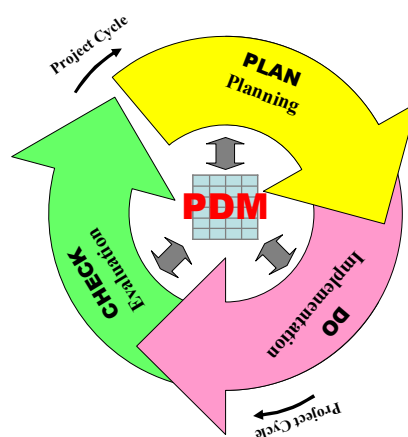 Project Cycle
PLAN
Planning
PDM
DO
Implementation
CHECK
Evaluation
Project Cycle